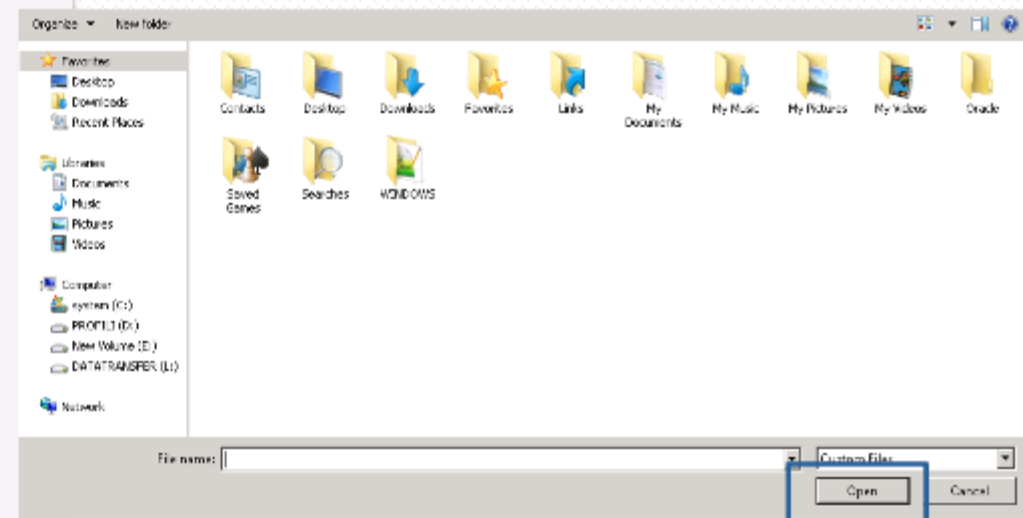 Organize New folder
Favorites
Desktop
Downloads
Recent Places
Libraries
Documents
Music
Pictures
Videos
Computer
system (C:)
PROFILI (D:)
New Volume (E:)
DATATRANSFER (L:)
Network
Contacts
Desktop
Downloads
Favorites
Links
My
Documents
My Music
My Pictures
My Videos
Oracle
Saved
Games
Searches
WINDOWS
File name:
Custom Files
Open
Cancel